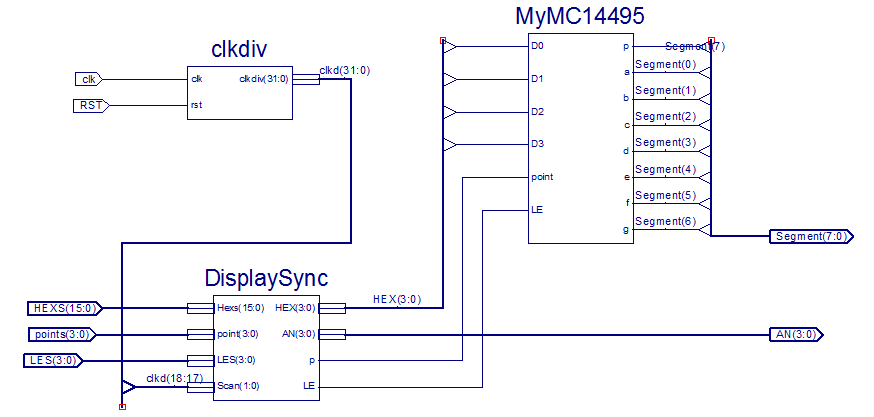 MyMC14495
clkdiv
clk
RST
clk
rst
clkdiv(31:0)
clkd(31:0)
D0
D1
D2
D3
point
LE
p
a
b
c
d
e
f
g
Segment(7)
Segment(0)
Segment(1)
Segment(2)
Segment(3)
Segment(4)
Segment(5)
Segment(6)
Segment(7:0)
DisplaySync
HEXS(15:0)
points(3:0)
LES(3:0)
clkd(18:17)
Hexs(15:0)
point(3:0)
LES(3:0)
Scan(1:0)
HEX(3:0)
AN(3:0)
p
LE
HEX(3:0)
AN(3:0)